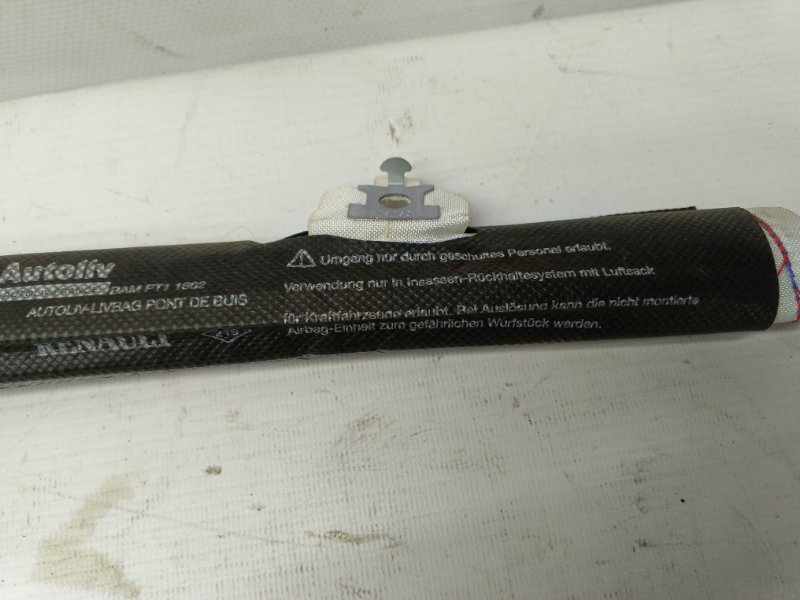 Autoliv
BAM PT1 1602
AUTOLIV-LIVBAG PONT DE BUIS
RENAULT
Umgang nur durch geschultes Personal erlaubt.
Verwendung nur in Insassen-Rückhaltesystem mit Luftsack
für Kraftfahrzeuge erlaubt. Bei Auslösung kann die nicht montierte
Airbag-Einheit zum gefährlichen Wurfstück werden.